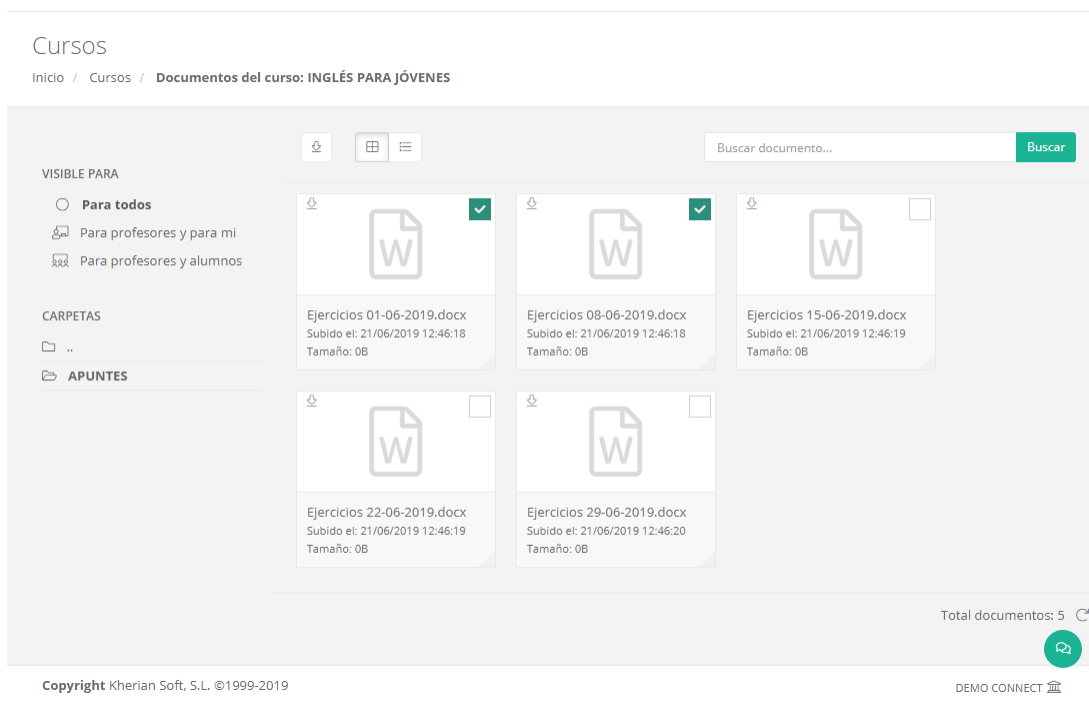 Cursos
Inicio / Cursos / Documentos del curso: INGLÉS PARA JÓVENES
Buscar documento...
Buscar
VISIBLE PARA
Para todos
Para profesores y para mi
Para profesores y alumnos
CARPETAS
..
APUNTES
W
Ejercicios 01-06-2019.docx
Subido el: 21/06/2019 12:46:18
Tamaño: 0B
W
Ejercicios 08-06-2019.docx
Subido el: 21/06/2019 12:46:18
Tamaño: 0B
W
Ejercicios 15-06-2019.docx
Subido el: 21/06/2019 12:46:19
Tamaño: 0B
W
Ejercicios 22-06-2019.docx
Subido el: 21/06/2019 12:46:19
Tamaño: 0B
W
Ejercicios 29-06-2019.docx
Subido el: 21/06/2019 12:46:20
Tamaño: 0B
Total documentos: 5
Copyright Kherian Soft, S.L. ©1999-2019
DEMO CONNECT